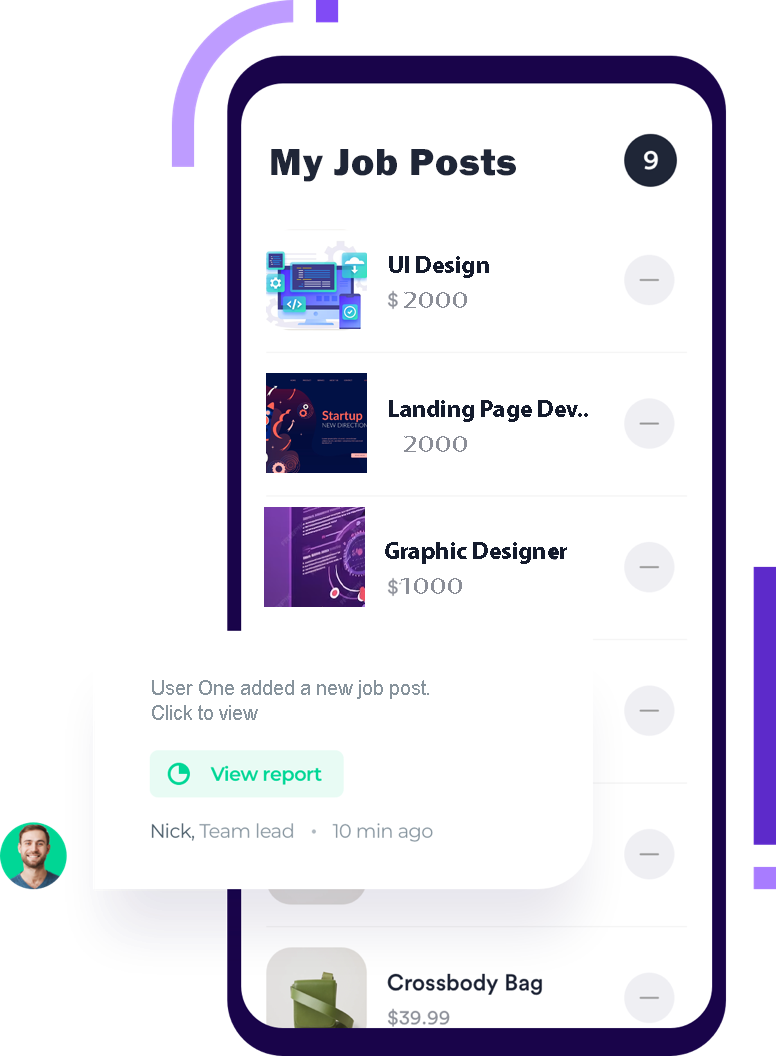 My Job Posts
9
UI Design
$ 2000
Startup
NEW DIRECTION
</>
Landing Page Dev..
2000
Graphic Designer
$1000
User One added a new job post.
Click to view
View report
Nick, Team lead • 10 min ago
Crossbody Bag
$39.99